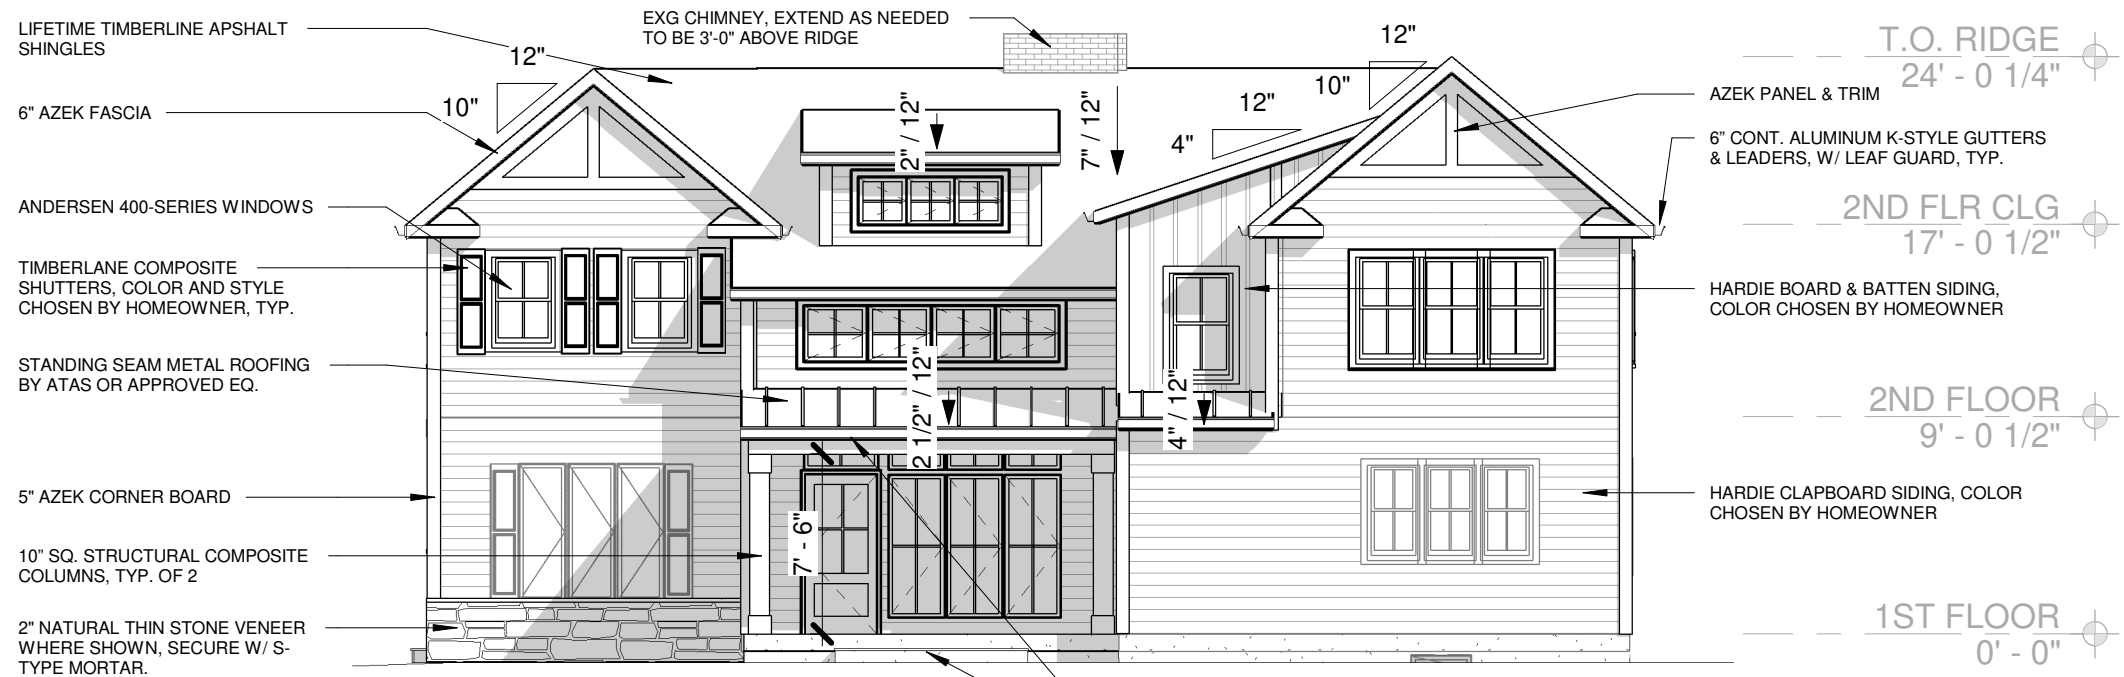 LIFETIME TIMBERLINE APSHALT
SHINGLES
6" AZEK FASCIA
ANDERSEN 400-SERIES WINDOWS
TIMBERLANE COMPOSITE
SHUTTERS, COLOR AND STYLE
CHOSEN BY HOMEOWNER, TYP.
STANDING SEAM METAL ROOFING
BY ATAS OR APPROVED EQ.
5" AZEK CORNER BOARD
10" SQ. STRUCTURAL COMPOSITE
COLUMNS, TYP. OF 2
2" NATURAL THIN STONE VENEER
WHERE SHOWN, SECURE W/ S-
TYPE MORTAR.
EXG CHIMNEY, EXTEND AS NEEDED
TO BE 3'-0" ABOVE RIDGE
12"
10"
2" / 12"
7" / 12"
12"
4"
12"
10"
2 1/2" / 12"
4" / 12"
7' - 6"
AZEK PANEL & TRIM
6" CONT. ALUMINUM K-STYLE GUTTERS
& LEADERS, W/ LEAF GUARD, TYP.
HARDIE BOARD & BATTEN SIDING,
COLOR CHOSEN BY HOMEOWNER
HARDIE CLAPBOARD SIDING, COLOR
CHOSEN BY HOMEOWNER
T.O. RIDGE
24' - 0 1/4"
2ND FLR CLG
17' - 0 1/2"
2ND FLOOR
9' - 0 1/2"
1ST FLOOR
0' - 0"